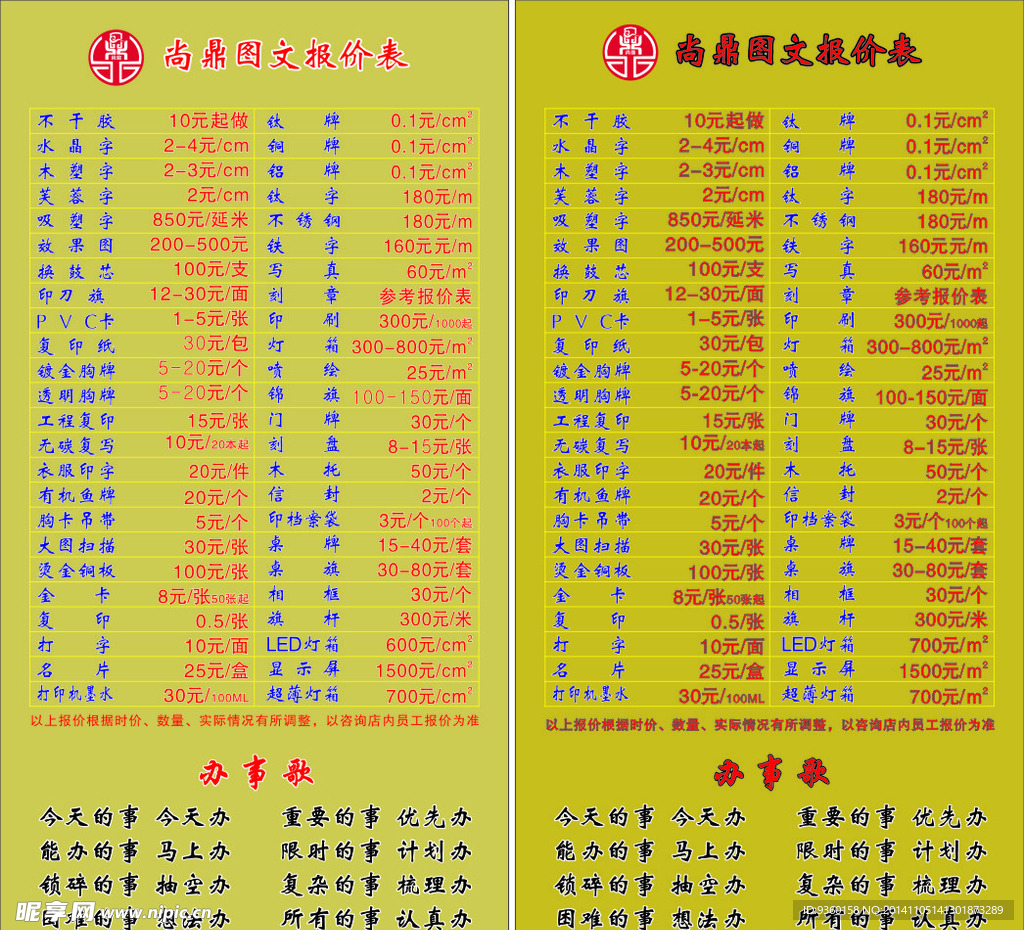 尚鼎图文报价表
不干胶 10元起做 钛牌 0.1元/cm²
水晶字 2-4元/cm 铜牌 0.1元/cm²
木塑字 2-3元/cm 铝牌 0.1元/cm²
芙蓉字 2元/cm 钛字 180元/m
吸塑字 850元/延米 不锈钢 180元/m
效果图 200-500元 铁字 160元元/m
换鼓芯 100元/支 写真 60元/m²
印刀旗 12-30元/面 刻章 参考报价表
PVC卡 1-5元/张 印刷 300元/1000起
复印纸 30元/包 灯箱 300-800元/m²
镀金胸牌 5-20元/个 喷绘 25元/m²
透明胸牌 5-20元/个 锦旗 100-150元/面
工程复印 15元/张 门牌 30元/个
无碳复写 10元/20本起 刻盘 8-15元/张
衣服印字 20元/件 木托 50元/个
有机鱼牌 20元/个 信封 2元/个
胸卡吊带 5元/个 印档案袋 3元/个100个起
大图扫描 30元/张 桌牌 15-40元/套
烫金铜板 100元/张 桌旗 30-80元/套
金卡 8元/张50张起 相框 30元/个
复印 0.5/张 旗杆 300元/米
打字 10元/面 LED灯箱 600元/cm²
名片 25元/盒 显示屏 1500元/cm²
打印机墨水 30元/100ML 超薄灯箱 700元/cm²
以上报价根据时价、数量、实际情况有所调整，以咨询店内员工报价为准
办事歌
今天的事 今天办 重要的事 优先办
能办的事 马上办 限时的事 计划办
锁碎的事 抽空办 复杂的事 梳理办
困难的事 想法办 所有的事 认真办
昵享网 www.nipic.cn
尚鼎图文报价表
不干胶 10元起做 钛牌 0.1元/cm²
水晶字 2-4元/cm 铜牌 0.1元/cm²
木塑字 2-3元/cm 铝牌 0.1元/cm²
芙蓉字 2元/cm 钛字 180元/m
吸塑字 850元/延米 不锈钢 180元/m
效果图 200-500元 铁字 160元元/m
换鼓芯 100元/支 写真 60元/m²
印刀旗 12-30元/面 刻章 参考报价表
PVC卡 1-5元/张 印刷 300元/1000起
复印纸 30元/包 灯箱 300-800元/m²
镀金胸牌 5-20元/个 喷绘 25元/m²
透明胸牌 5-20元/个 锦旗 100-150元/面
工程复印 15元/张 门牌 30元/个
无碳复写 10元/20本起 刻盘 8-15元/张
衣服印字 20元/件 木托 50元/个
有机鱼牌 20元/个 信封 2元/个
胸卡吊带 5元/个 印档案袋 3元/个100个起
大图扫描 30元/张 桌牌 15-40元/套
烫金铜板 100元/张 桌旗 30-80元/套
金卡 8元/张50张起 相框 30元/个
复印 0.5/张 旗杆 300元/米
打字 10元/面 LED灯箱 700元/m²
名片 25元/盒 显示屏 1500元/m²
打印机墨水 30元/100ML 超薄灯箱 700元/m²
以上报价根据时价、数量、实际情况有所调整，以咨询店内员工报价为准
办事歌
今天的事 今天办 重要的事 优先办
能办的事 马上办 限时的事 计划办
锁碎的事 抽空办 复杂的事 梳理办
困难的事 想法办 所有的事 认真办